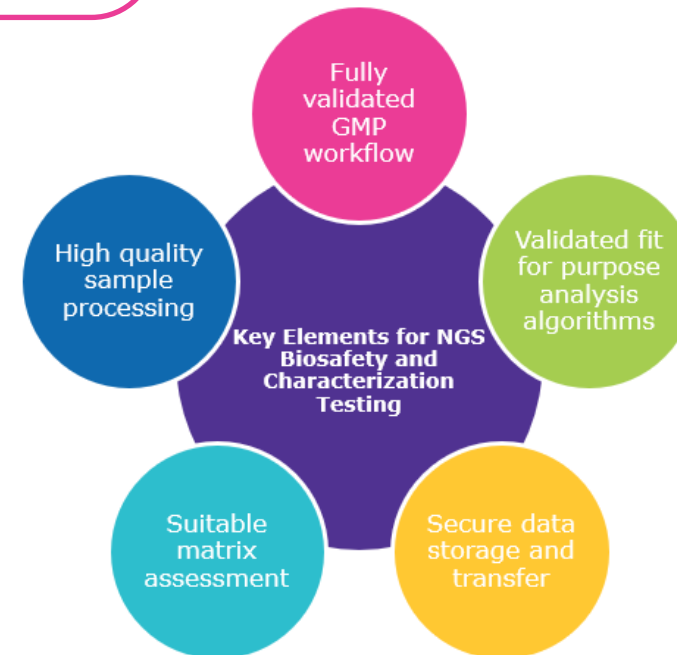 Fully
validated
GMP
workflow
High quality
sample
processing
Validated fit
for purpose
analysis
algorithms
Key Elements for NGS
Biosafety and
Characterization
Testing
Suitable
matrix
assessment
Secure data
storage and
transfer